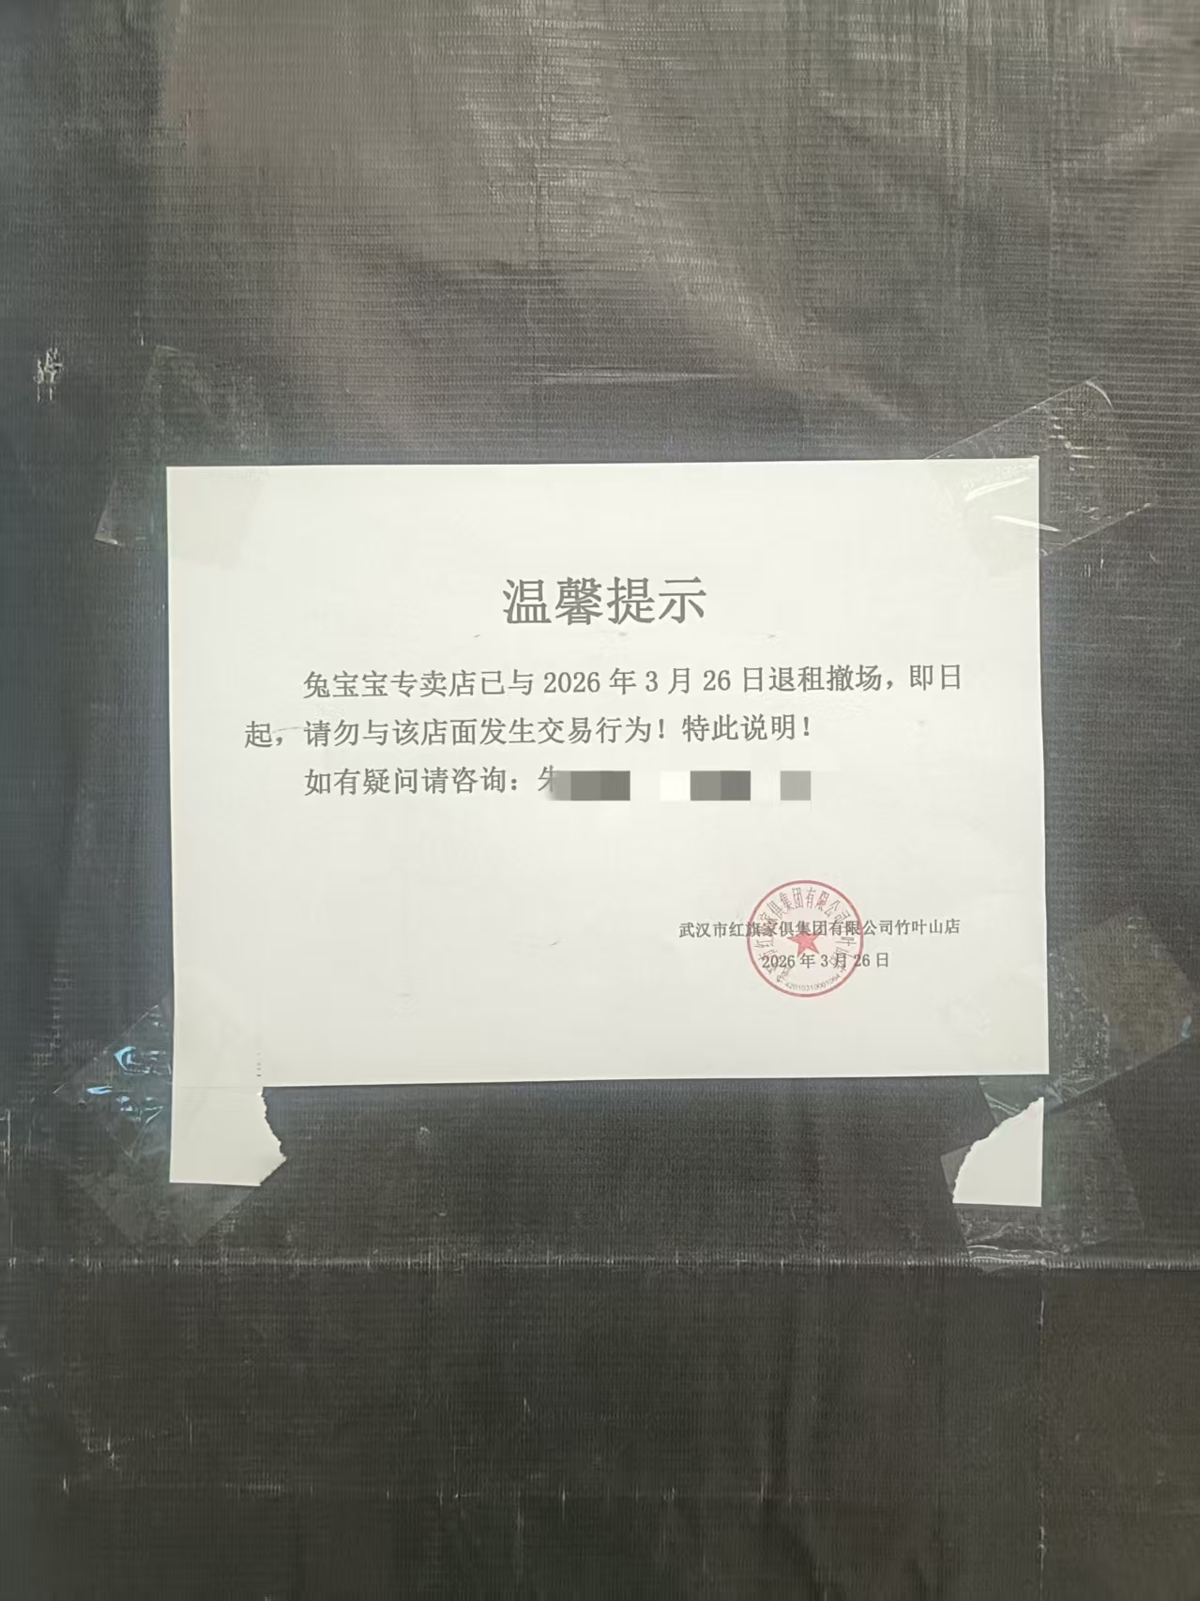 温馨提示
兔宝宝专卖店已与 2026 年 3 月 26 日退租撤场，即日
起，请勿与该店面发生交易行为！特此说明！
如有疑问请咨询：朱
武汉市红旗家俱集团有限公司竹叶山店
2026 年 3 月 26 日